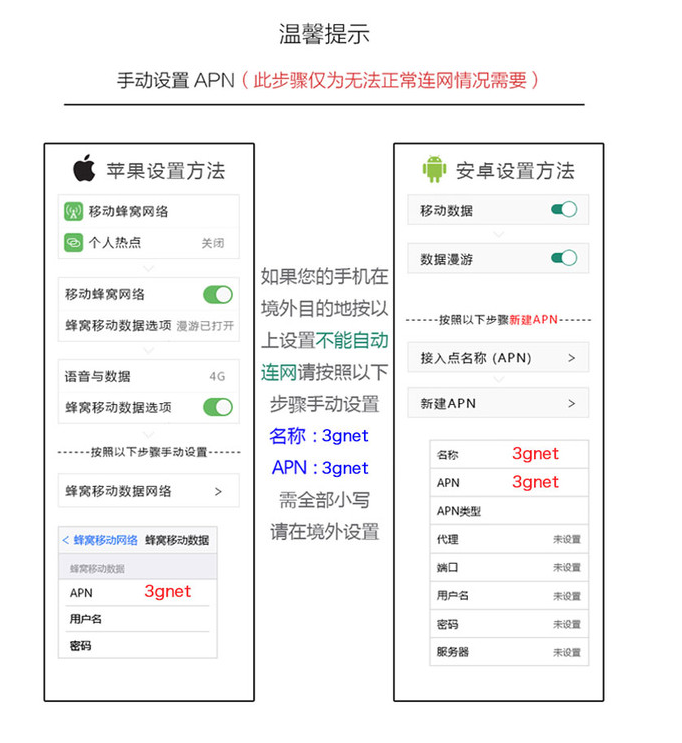 温馨提示
手动设置 APN（此步骤仅为无法正常连网情况需要）
苹果设置方法
移动蜂窝网络
个人热点 关闭
移动蜂窝网络
蜂窝移动数据选项 漫游已打开
语音与数据 4G
蜂窝移动数据选项
------按照以下步骤手动设置------
蜂窝移动数据网络 >
< 蜂窝移动网络 蜂窝移动数据
蜂窝移动数据
APN 3gnet
用户名
密码
如果您的手机在
境外目的地按以
上设置不能自动
连网请按照以下
步骤手动设置
名称：3gnet
APN：3gnet
需全部小写
请在境外设置
安卓设置方法
移动数据
数据漫游
------按照以下步骤新建APN------
接入点名称 (APN) >
新建APN >
名称 3gnet
APN 3gnet
APN类型
代理 未设置
端口 未设置
用户名 未设置
密码 未设置
服务器 未设置